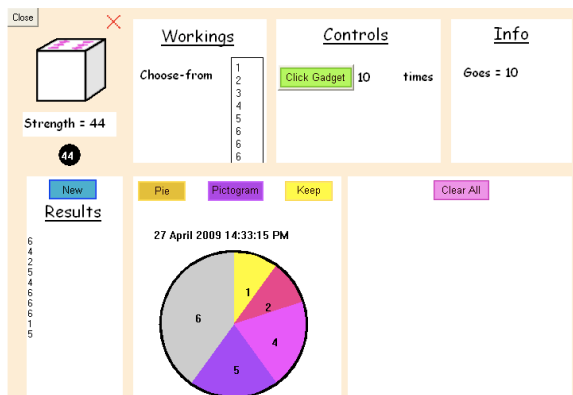 Close
Workings
Controls
Info
Choose-from
1
2
3
4
5
6
6
6
Click Gadget 10 times
Goes = 10
Strength = 44
44
New
Pie
Pictogram
Keep
Clear All
Results
6
4
2
5
4
6
6
6
1
5
27 April 2009 14:33:15 PM
1
2
4
5
6